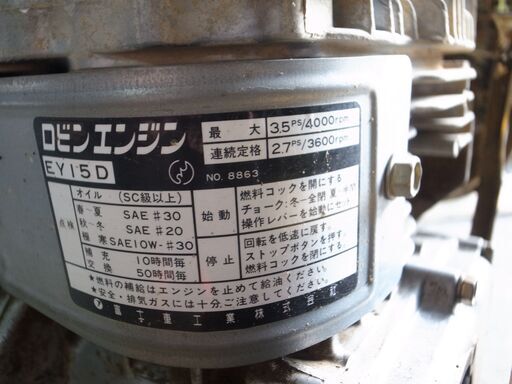 ロビンエンジン
EY15D
最大 3.5PS/4000rpm
連続定格 2.7PS/3600rpm
NO. 8863
点検
オイル (SC級以上)
春～夏 SAE #30
秋～冬 SAE #20
極寒 SAE10W-#30
補充 10時間毎
交換 50時間毎
始動
燃料コックを開にする
チョーク:冬-全開 夏-
操作レバーを始動にセット
停止
回転を低速に戻す。
ストップボタンを押す。
燃料コックを閉にする。
★燃料の補給はエンジンを止めて給油ください。
★安全・排気ガスには十分ご注意してください。
富士重工業株式会社